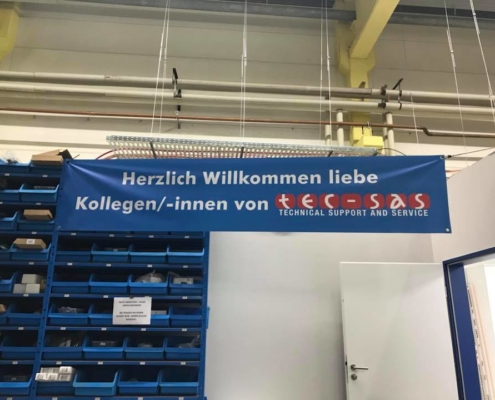 Herzlich Willkommen liebe
Kollegen/-innen von tec-sas
TECHNICAL SUPPORT AND SERVICE